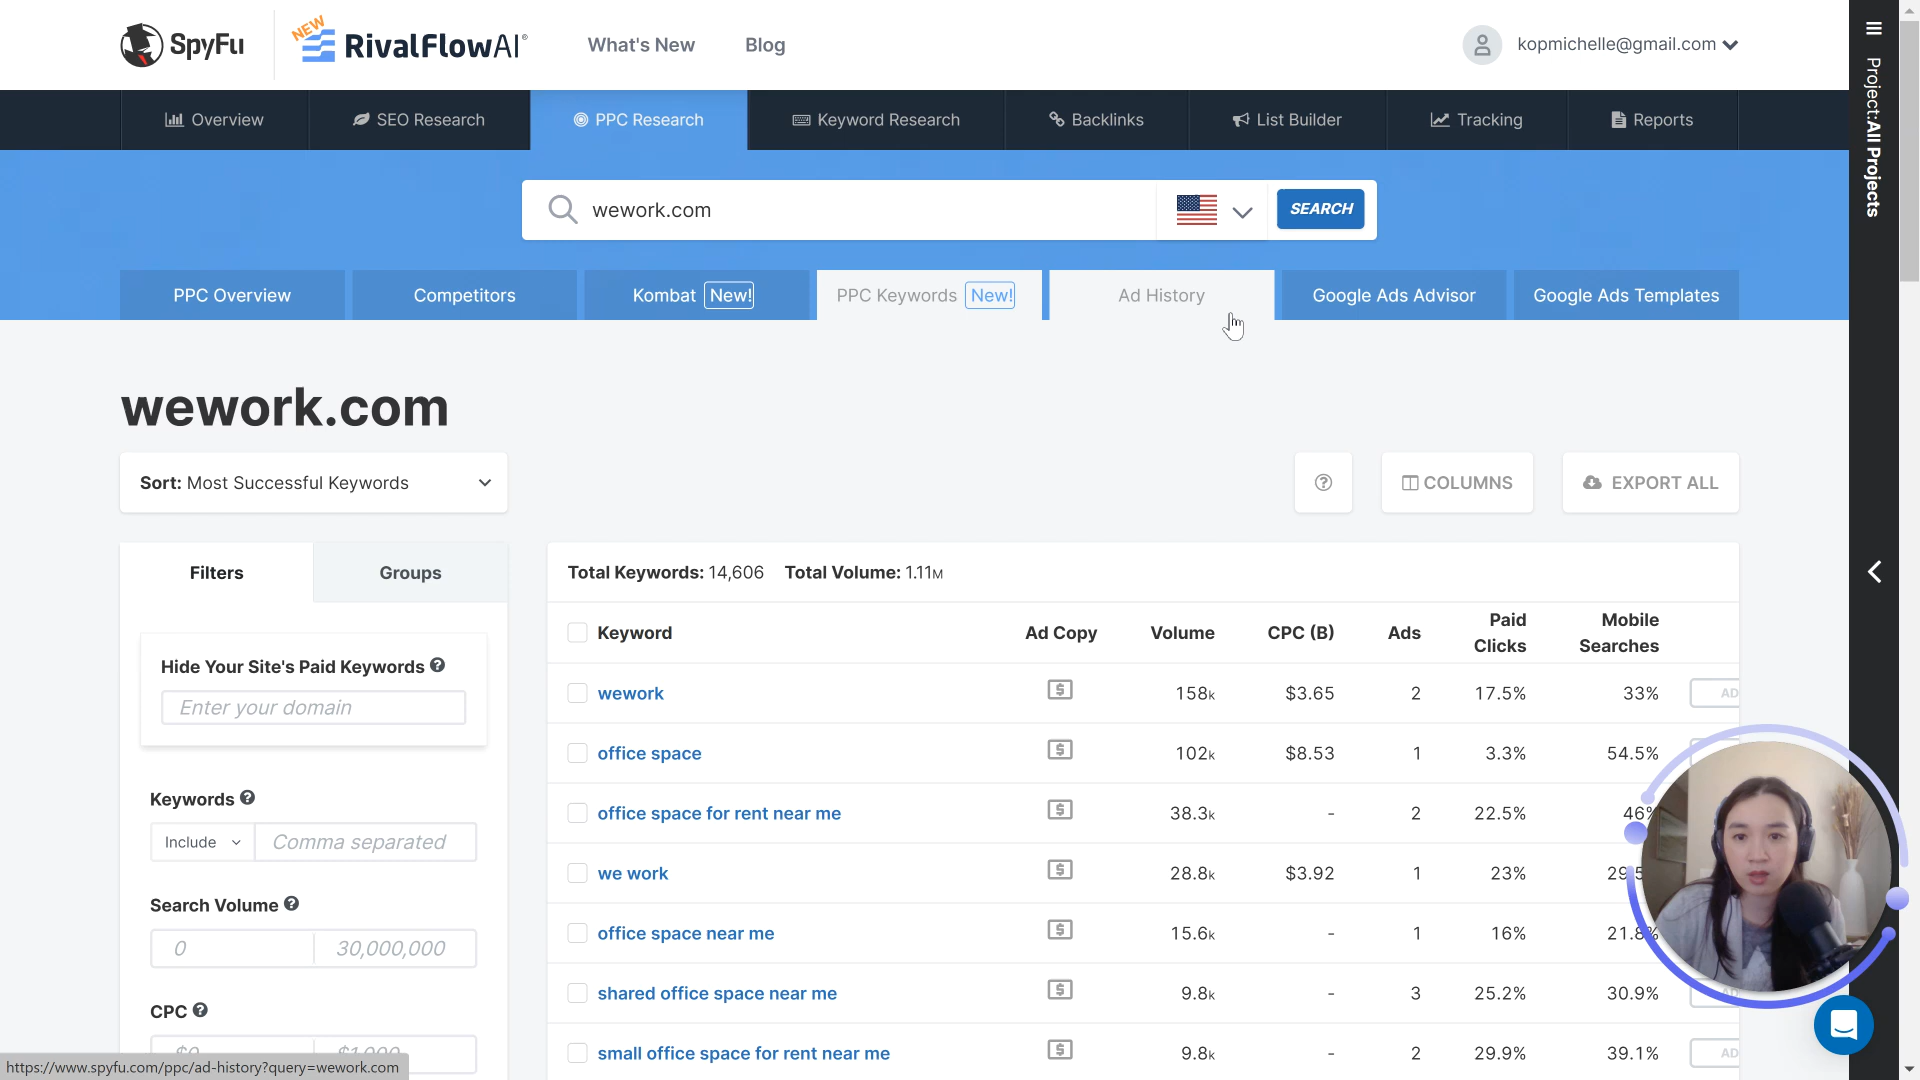 SpyFu
NEW
RivalFlowAI®
What's New
Blog
kopmichelle@gmail.com
Project:All Projects
Overview
SEO Research
PPC Research
Keyword Research
Backlinks
List Builder
Tracking
Reports
wework.com
SEARCH
PPC Overview
Competitors
Kombat New!
PPC Keywords New!
Ad History
Google Ads Advisor
Google Ads Templates
wework.com
Sort: Most Successful Keywords
COLUMNS
EXPORT ALL
Filters
Groups
Total Keywords: 14,606 Total Volume: 1.11M
Hide Your Site's Paid Keywords
Enter your domain
Keywords
Include
Comma separated
Search Volume
0
30,000,000
CPC
$0
$1,000
Keyword Ad Copy Volume CPC (B) Ads Paid Clicks Mobile Searches
wework 158k $3.65 2 17.5% 33% AD
office space 102k $8.53 1 3.3% 54.5%
office space for rent near me 38.3k - 2 22.5% 46%
we work 28.8k $3.92 1 23%
office space near me 15.6k - 1 16% 21.8%
shared office space near me 9.8k - 3 25.2% 30.9% AD
small office space for rent near me 9.8k - 2 29.9% 39.1% AD
https://www.spyfu.com/ppc/ad-history?query=wework.com